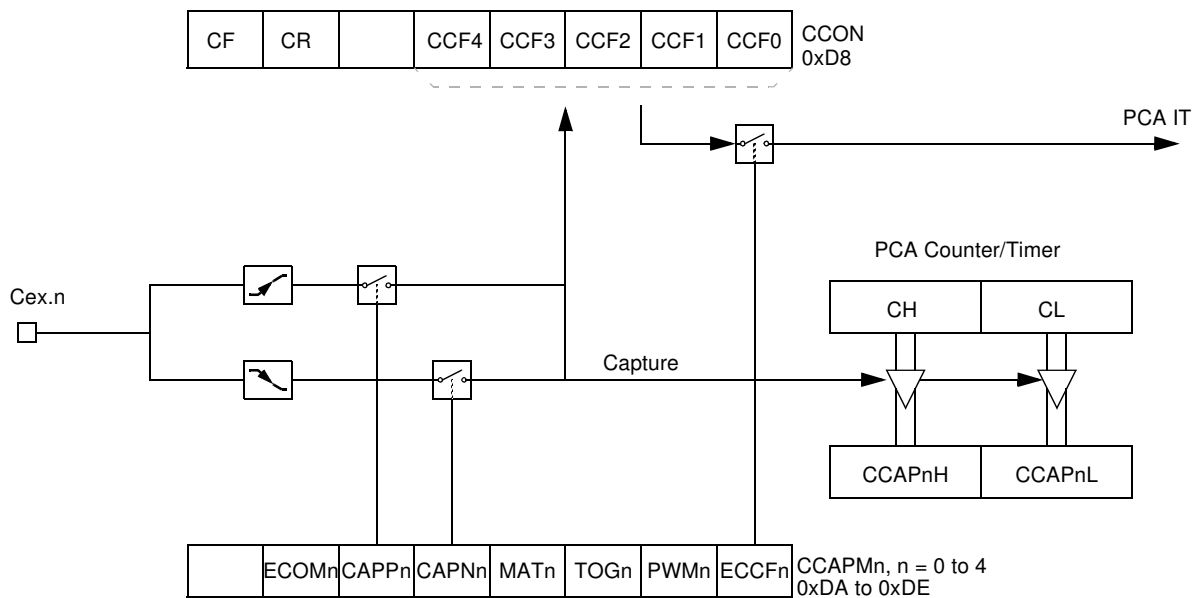 CF CR CCF4 CCF3 CCF2 CCF1 CCF0 CCON
0xD8
PCA IT
PCA Counter/Timer
Cex.n
CH CL
Capture
CCAPnH CCAPnL
ECOMn CAPPn CAPNn MATn TOGn PWMn ECCFn CCAPMn, n = 0 to 4
0xDA to 0xDE